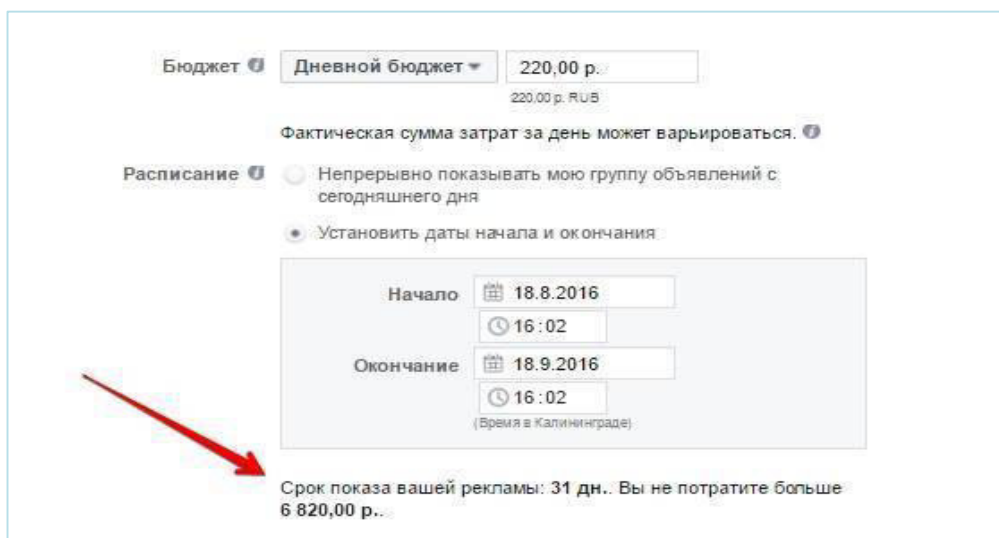 Бюджет Дневной бюджет 220,00 р.
220,00 р. RUB
Фактическая сумма затрат за день может варьироваться.
Расписание Непрерывно показывать мою группу объявлений с
сегодняшнего дня
Установить даты начала и окончания
Начало 18.8.2016
16:02
Окончание 18.9.2016
16:02
(Время в Калининграде)
Срок показа вашей рекламы: 31 дн.. Вы не потратите больше
6 820,00 р..